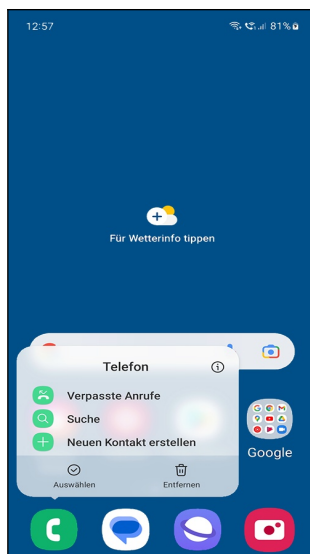 12:57
81%
Für Wetterinfo tippen
Telefon
Verpasste Anrufe
Suche
Neuen Kontakt erstellen
Google
Auswählen
Entfernen